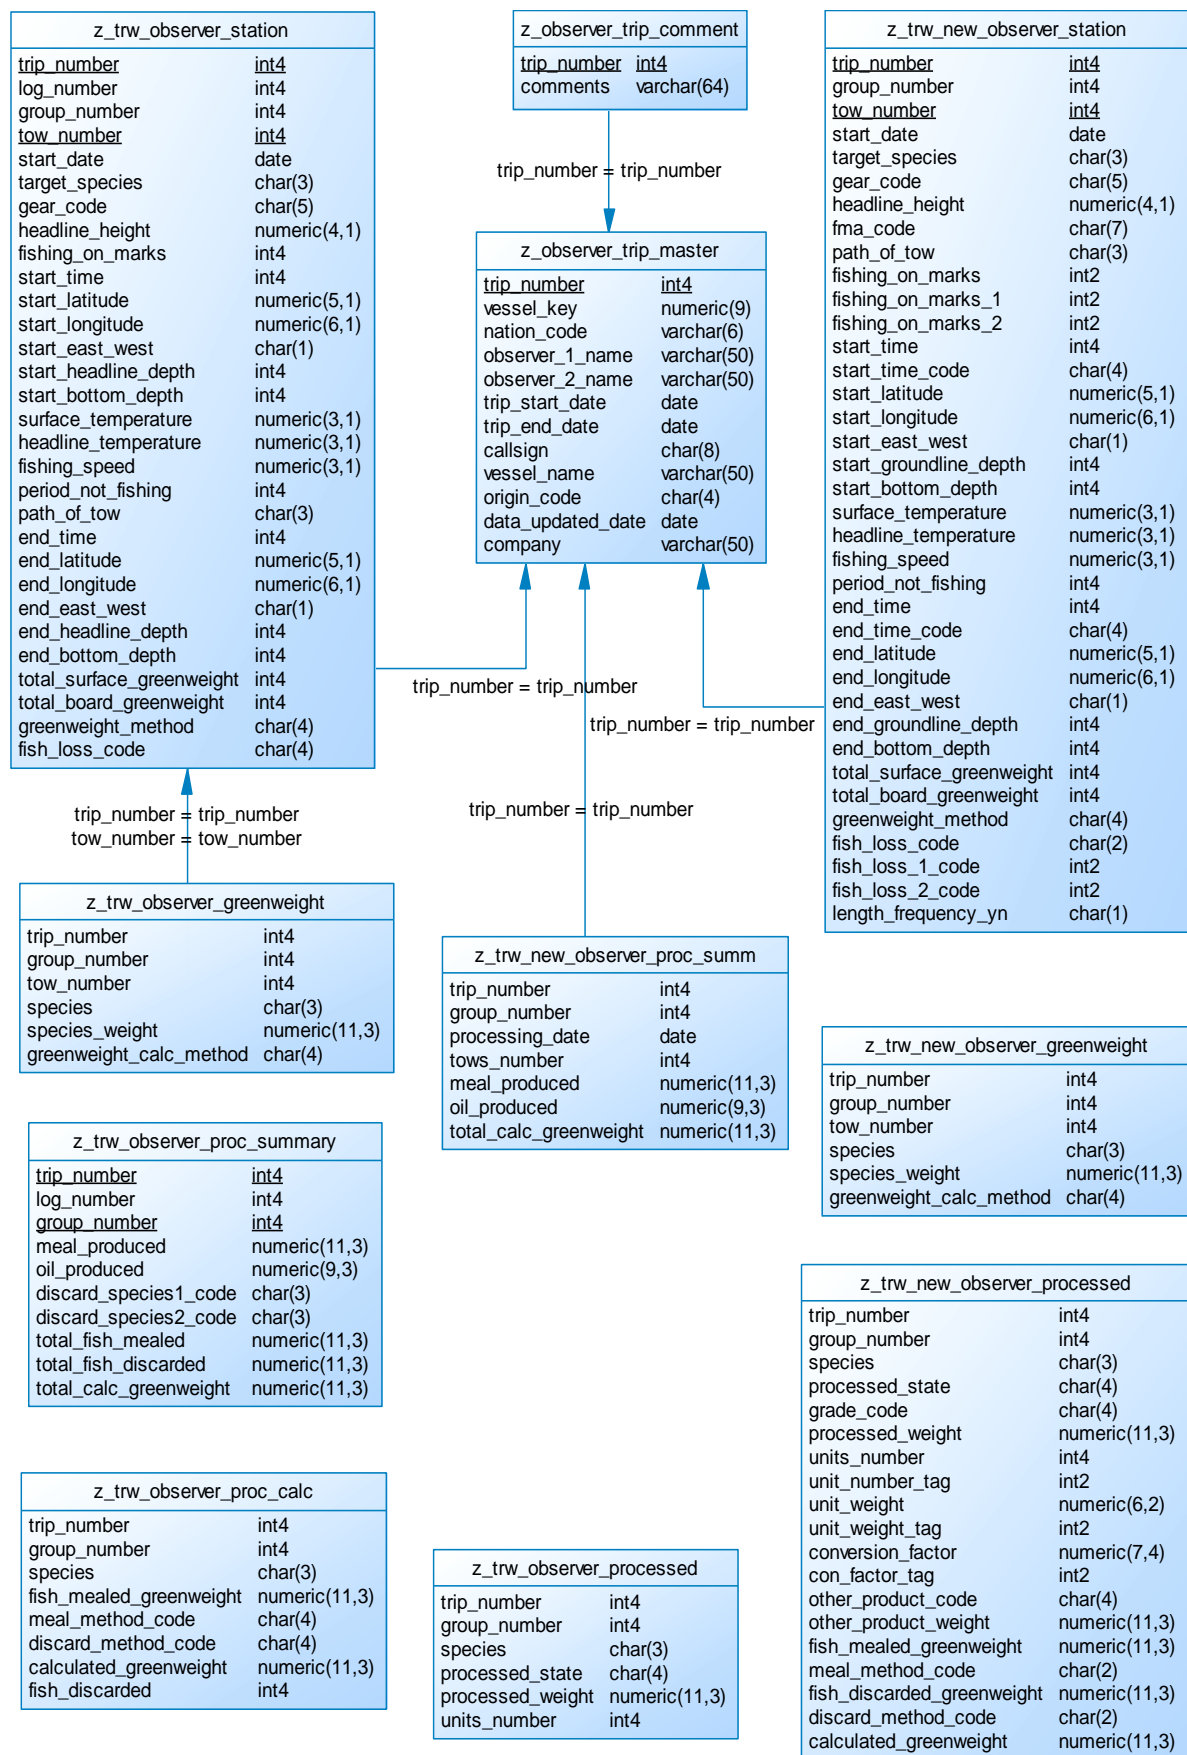 z_trw_observer_station
trip_number int4
log_number int4
group_number int4
tow_number int4
start_date date
target_species char(3)
gear_code char(5)
headline_height numeric(4,1)
fishing_on_marks int4
start_time int4
start_latitude numeric(5,1)
start_longitude numeric(6,1)
start_east_west char(1)
start_headline_depth int4
start_bottom_depth int4
surface_temperature numeric(3,1)
headline_temperature numeric(3,1)
fishing_speed numeric(3,1)
period_not_fishing int4
path_of_tow char(3)
end_time int4
end_latitude numeric(5,1)
end_longitude numeric(6,1)
end_east_west char(1)
end_headline_depth int4
end_bottom_depth int4
total_surface_greenweight int4
total_board_greenweight int4
greenweight_method char(4)
fish_loss_code char(4)
trip_number = trip_number
tow_number = tow_number
z_trw_observer_greenweight
trip_number int4
group_number int4
tow_number int4
species char(3)
species_weight numeric(11,3)
greenweight_calc_method char(4)
z_trw_observer_proc_summary
trip_number int4
log_number int4
group_number int4
meal_produced numeric(11,3)
oil_produced numeric(9,3)
discard_species1_code char(3)
discard_species2_code char(3)
total_fish_mealed numeric(11,3)
total_fish_discarded numeric(11,3)
total_calc_greenweight numeric(11,3)
z_trw_observer_proc_calc
trip_number int4
group_number int4
species char(3)
fish_mealed_greenweight numeric(11,3)
meal_method_code char(4)
discard_method_code char(4)
calculated_greenweight numeric(11,3)
fish_discarded int4
z_observer_trip_comment
trip_number int4
comments varchar(64)
trip_number = trip_number
z_observer_trip_master
trip_number int4
vessel_key numeric(9)
nation_code varchar(6)
observer_1_name varchar(50)
observer_2_name varchar(50)
trip_start_date date
trip_end_date date
callsign char(8)
vessel_name varchar(50)
origin_code char(4)
data_updated_date date
company varchar(50)
trip_number = trip_number
trip_number = trip_number
trip_number = trip_number
z_trw_new_observer_proc_summ
trip_number int4
group_number int4
processing_date date
tows_number int4
meal_produced numeric(11,3)
oil_produced numeric(9,3)
total_calc_greenweight numeric(11,3)
z_trw_observer_processed
trip_number int4
group_number int4
species char(3)
processed_state char(4)
processed_weight numeric(11,3)
units_number int4
z_trw_new_observer_station
trip_number int4
group_number int4
tow_number int4
start_date date
target_species char(3)
gear_code char(5)
headline_height numeric(4,1)
fma_code char(7)
path_of_tow char(3)
fishing_on_marks int2
fishing_on_marks_1 int2
fishing_on_marks_2 int2
start_time int4
start_time_code char(4)
start_latitude numeric(5,1)
start_longitude numeric(6,1)
start_east_west char(1)
start_groundline_depth int4
start_bottom_depth int4
surface_temperature numeric(3,1)
headline_temperature numeric(3,1)
fishing_speed numeric(3,1)
period_not_fishing int4
end_time int4
end_time_code char(4)
end_latitude numeric(5,1)
end_longitude numeric(6,1)
end_east_west char(1)
end_groundline_depth int4
end_bottom_depth int4
total_surface_greenweight int4
total_board_greenweight int4
greenweight_method char(4)
fish_loss_code char(2)
fish_loss_1_code int2
fish_loss_2_code int2
length_frequency_yn char(1)
z_trw_new_observer_greenweight
trip_number int4
group_number int4
tow_number int4
species char(3)
species_weight numeric(11,3)
greenweight_calc_method char(4)
z_trw_new_observer_processed
trip_number int4
group_number int4
species char(3)
processed_state char(4)
grade_code char(4)
processed_weight numeric(11,3)
units_number int4
unit_number_tag int2
unit_weight numeric(6,2)
unit_weight_tag int2
conversion_factor numeric(7,4)
con_factor_tag int2
other_product_code char(4)
other_product_weight numeric(11,3)
fish_mealed_greenweight numeric(11,3)
meal_method_code char(2)
fish_discarded_greenweight numeric(11,3)
discard_method_code char(2)
calculated_greenweight numeric(11,3)